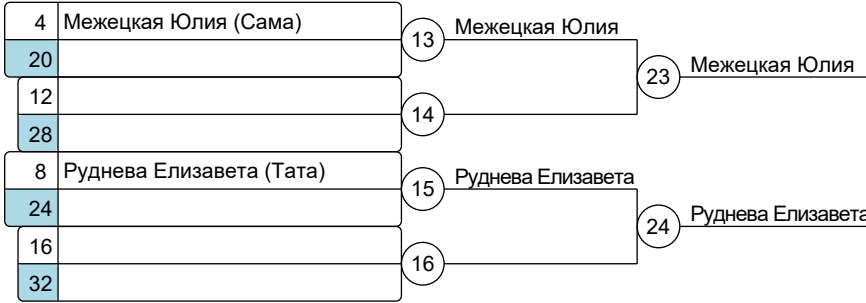 4 Межецкая Юлия (Сама)
13 Межецкая Юлия
20
23 Межецкая Юлия
12
14
28
8 Руднева Елизавета (Тата)
15 Руднева Елизавета
24
24 Руднева Елизавета
16
16
32